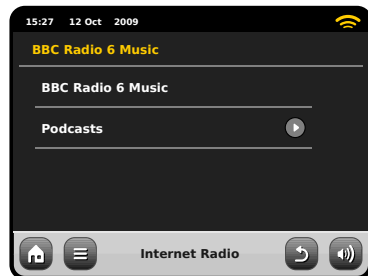 15:27 12 Oct 2009
BBC Radio 6 Music
BBC Radio 6 Music
Podcasts
Internet Radio